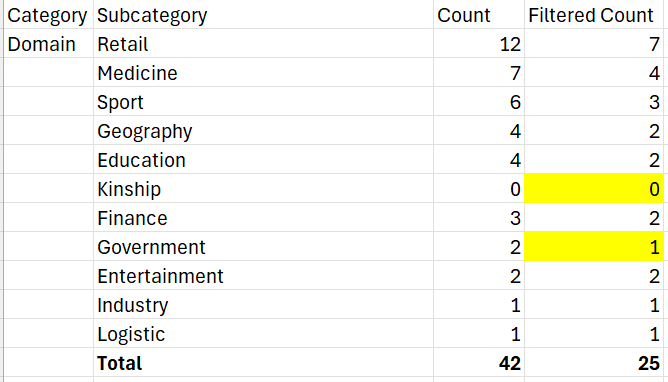 Category Subcategory Count Filtered Count
Domain Retail 12 7
Medicine 7 4
Sport 6 3
Geography 4 2
Education 4 2
Kinship 0 0
Finance 3 2
Government 2 1
Entertainment 2 2
Industry 1 1
Logistic 1 1
Total 42 25